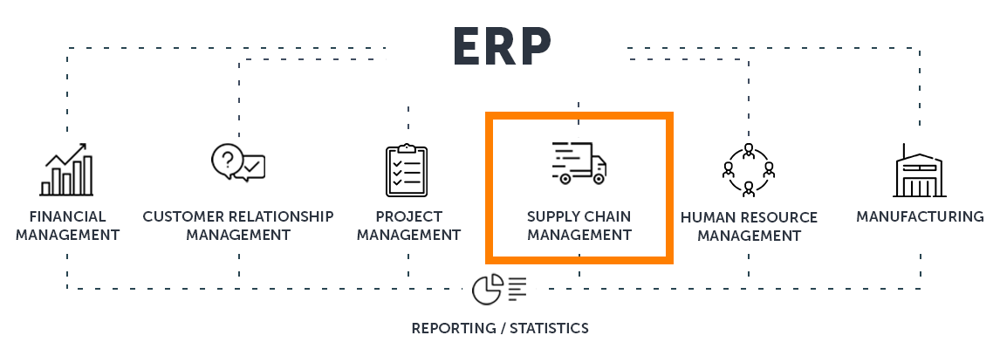 ERP
?
FINANCIAL
MANAGEMENT
CUSTOMER RELATIONSHIP
MANAGEMENT
PROJECT
MANAGEMENT
SUPPLY CHAIN
MANAGEMENT
HUMAN RESOURCE
MANAGEMENT
MANUFACTURING
REPORTING / STATISTICS